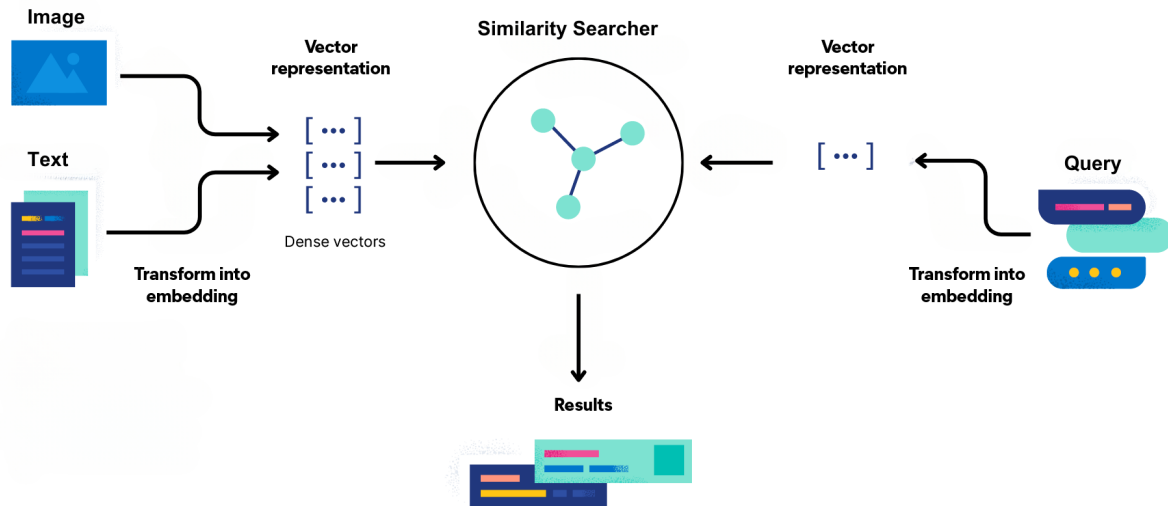 Image
Similarity Searcher
Vector
representation
Vector
representation
[ ••• ]
[ ••• ]
[ ••• ]
[ ••• ]
Text
Query
Dense vectors
Transform into
embedding
Transform into
embedding
Results